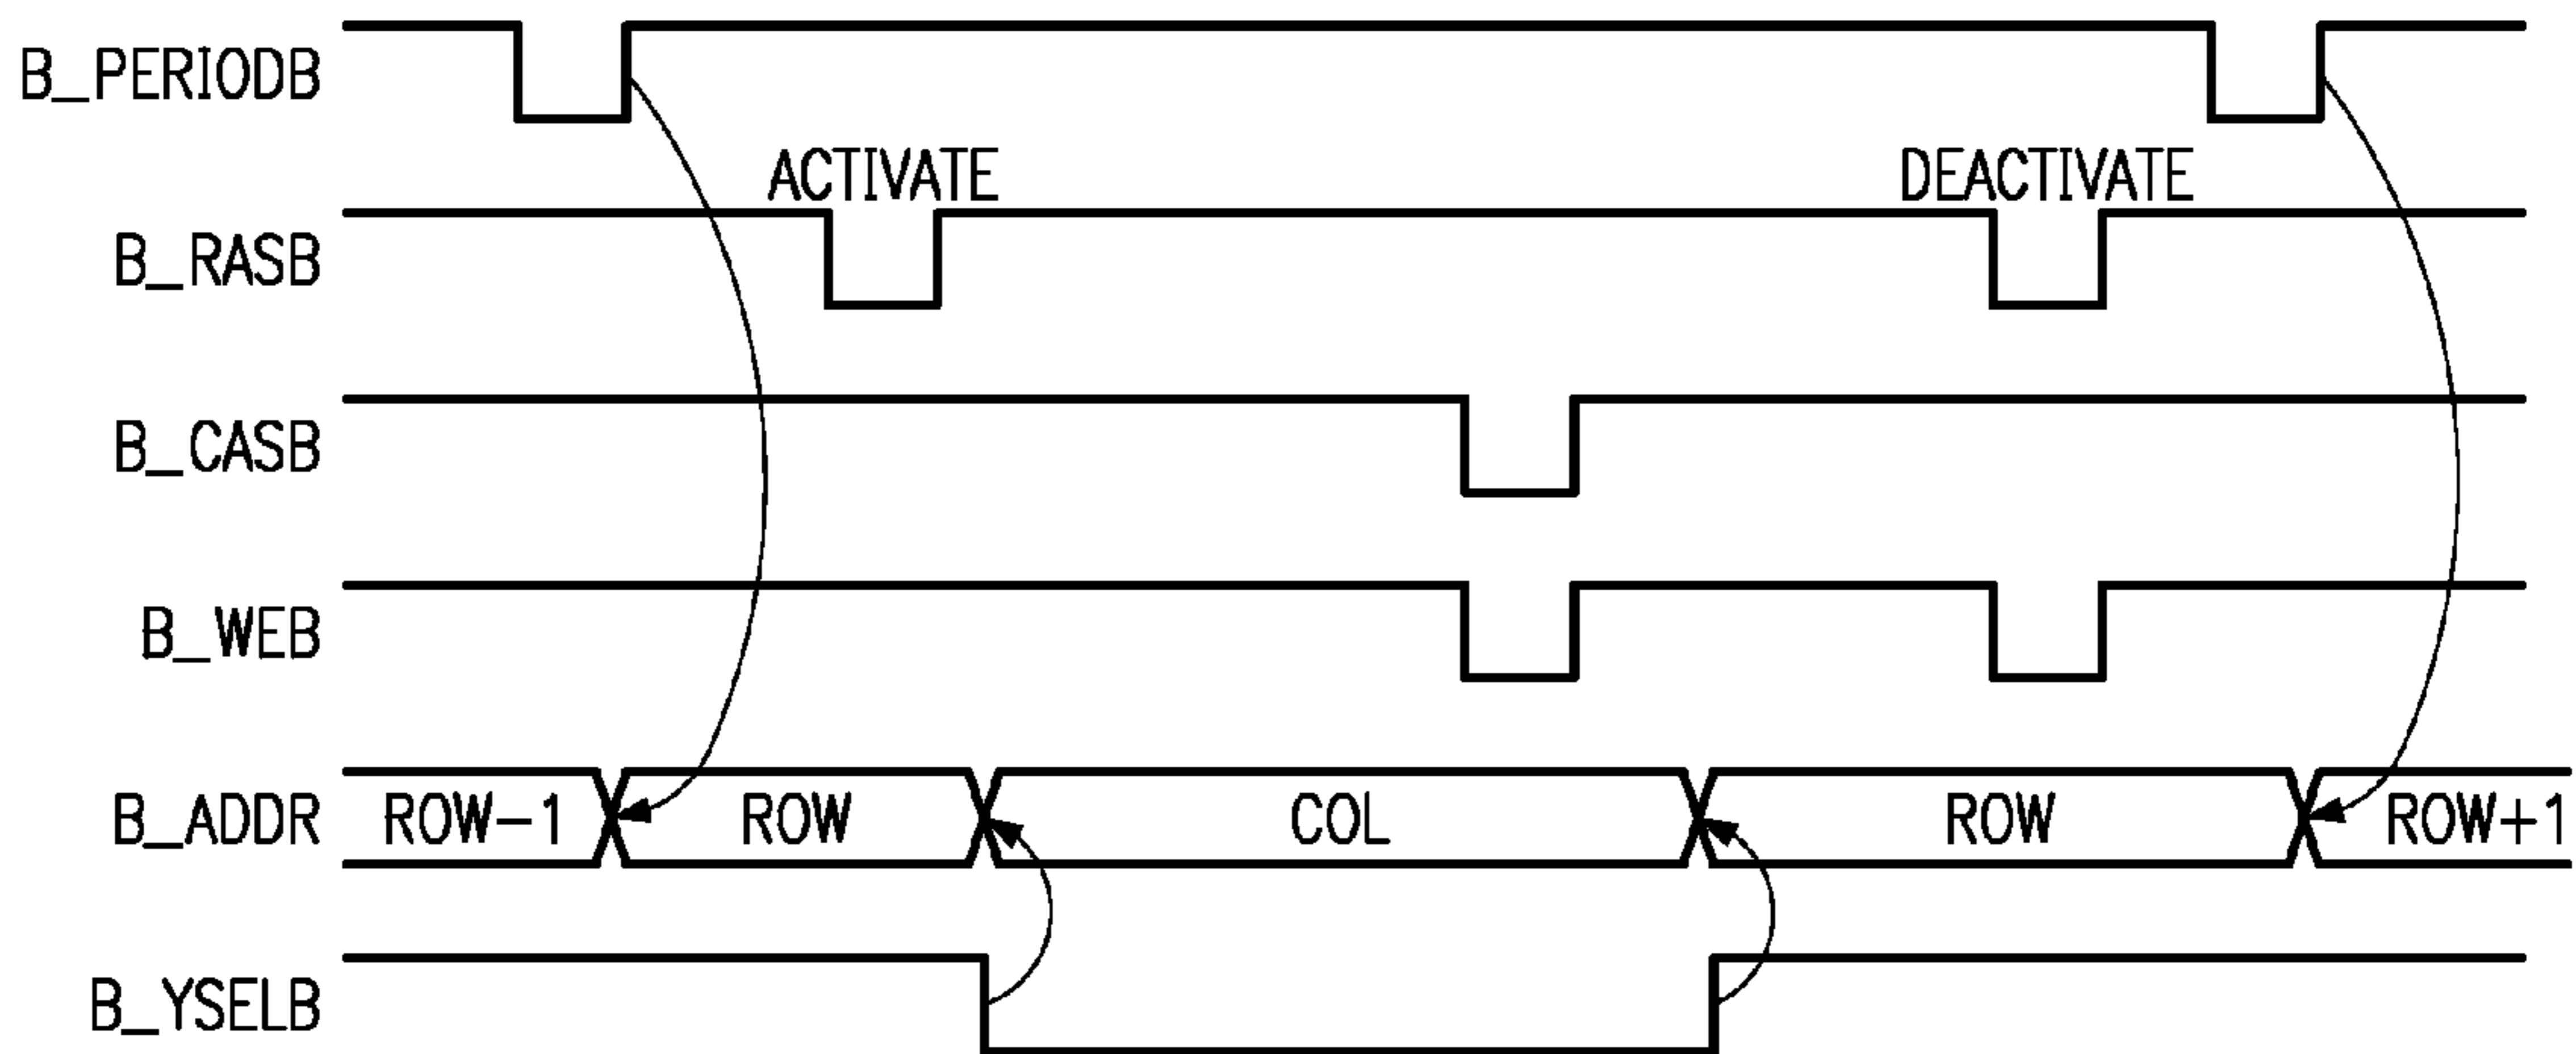 B_PERIODB
ACTIVATE DEACTIVATE
B_RASB
B_CASB
B_WEB
B_ADDR ROW-1 ROW COL ROW ROW+1
B_YSELB